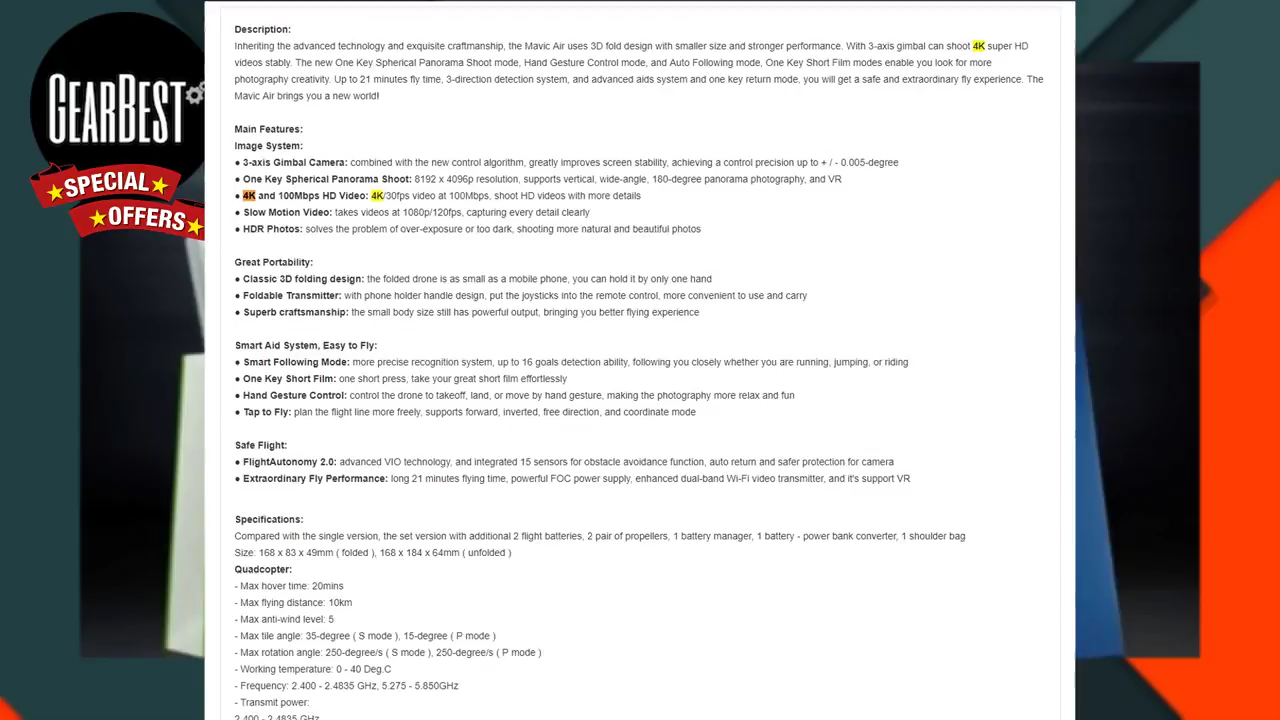 GEARBEST
SPECIAL
OFFERS
Description:
Inheriting the advanced technology and exquisite craftmanship, the Mavic Air uses 3D fold design with smaller size and stronger performance. With 3-axis gimbal can shoot 4K super HD
videos stably. The new One Key Spherical Panorama Shoot mode, Hand Gesture Control mode, and Auto Following mode, One Key Short Film modes enable you look for more
photography creativity. Up to 21 minutes fly time, 3-direction detection system, and advanced aids system and one key return mode, you will get a safe and extraordinary fly experience. The
Mavic Air brings you a new world!
Main Features:
Image System:
● 3-axis Gimbal Camera: combined with the new control algorithm, greatly improves screen stability, achieving a control precision up to + / - 0.005-degree
● One Key Spherical Panorama Shoot: 8192 x 4096p resolution, supports vertical, wide-angle, 180-degree panorama photography, and VR
● 4K and 100Mbps HD Video: 4K/30fps video at 100Mbps, shoot HD videos with more details
● Slow Motion Video: takes videos at 1080p/120fps, capturing every detail clearly
● HDR Photos: solves the problem of over-exposure or too dark, shooting more natural and beautiful photos
Great Portability:
● Classic 3D folding design: the folded drone is as small as a mobile phone, you can hold it by only one hand
● Foldable Transmitter: with phone holder handle design, put the joysticks into the remote control, more convenient to use and carry
● Superb craftsmanship: the small body size still has powerful output, bringing you better flying experience
Smart Aid System, Easy to Fly:
● Smart Following Mode: more precise recognition system, up to 16 goals detection ability, following you closely whether you are running, jumping, or riding
● One Key Short Film: one short press, take your great short film effortlessly
● Hand Gesture Control: control the drone to takeoff, land, or move by hand gesture, making the photography more relax and fun
● Tap to Fly: plan the flight line more freely, supports forward, inverted, free direction, and coordinate mode
Safe Flight:
● FlightAutonomy 2.0: advanced VIO technology, and integrated 15 sensors for obstacle avoidance function, auto return and safer protection for camera
● Extraordinary Fly Performance: long 21 minutes flying time, powerful FOC power supply, enhanced dual-band Wi-Fi video transmitter, and it's support VR
Specifications:
Compared with the single version, the set version with additional 2 flight batteries, 2 pair of propellers, 1 battery manager, 1 battery - power bank converter, 1 shoulder bag
Size: 168 x 83 x 49mm ( folded ), 168 x 184 x 64mm ( unfolded )
Quadcopter:
- Max hover time: 20mins
- Max flying distance: 10km
- Max anti-wind level: 5
- Max tile angle: 35-degree ( S mode ), 15-degree ( P mode )
- Max rotation angle: 250-degree/s ( S mode ), 250-degree/s ( P mode )
- Working temperature: 0 - 40 Deg.C
- Frequency: 2.400 - 2.4835 GHz, 5.275 - 5.850GHz
- Transmit power:
2.400 - 2.4835 GHz